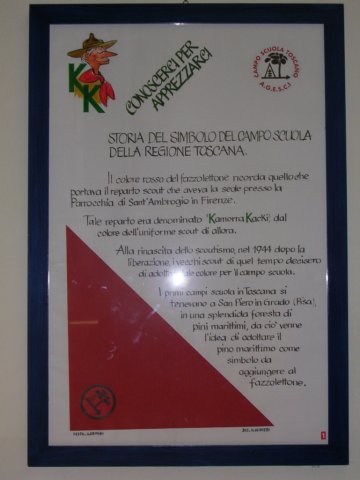 KK
CONOSCERCI PER
APPREZZARCI
CAMPO SCUOLA TOSCANO
A.G.E.S.C.I.
STORIA DEL SIMBOLO DEL CAMPO SCUOLA
DELLA REGIONE TOSCANA.
Il colore rosso del fazzolettone ricorda quello che
portava il reparto scout che aveva la sede presso la
Parrocchia di Sant'Ambrogio in Firenze.
Tale reparto era denominato "Kamorra Kacki", dal
colore dell'uniforme scout di allora.
Alla rinascita dello scoutismo, nel 1944 dopo la
liberazione, i vecchi scout di quel tempo decisero
di adottare tale colore per il campo scuola.
I primi campi scuola in Toscana si
tenerano a San Piero in Grado (Pisa),
in una splendida foresta di
pini marittimi, da cio' venne
l'idea di adottare il
pino marittimo come
simbolo da
aggiungere al
fazzolettone.